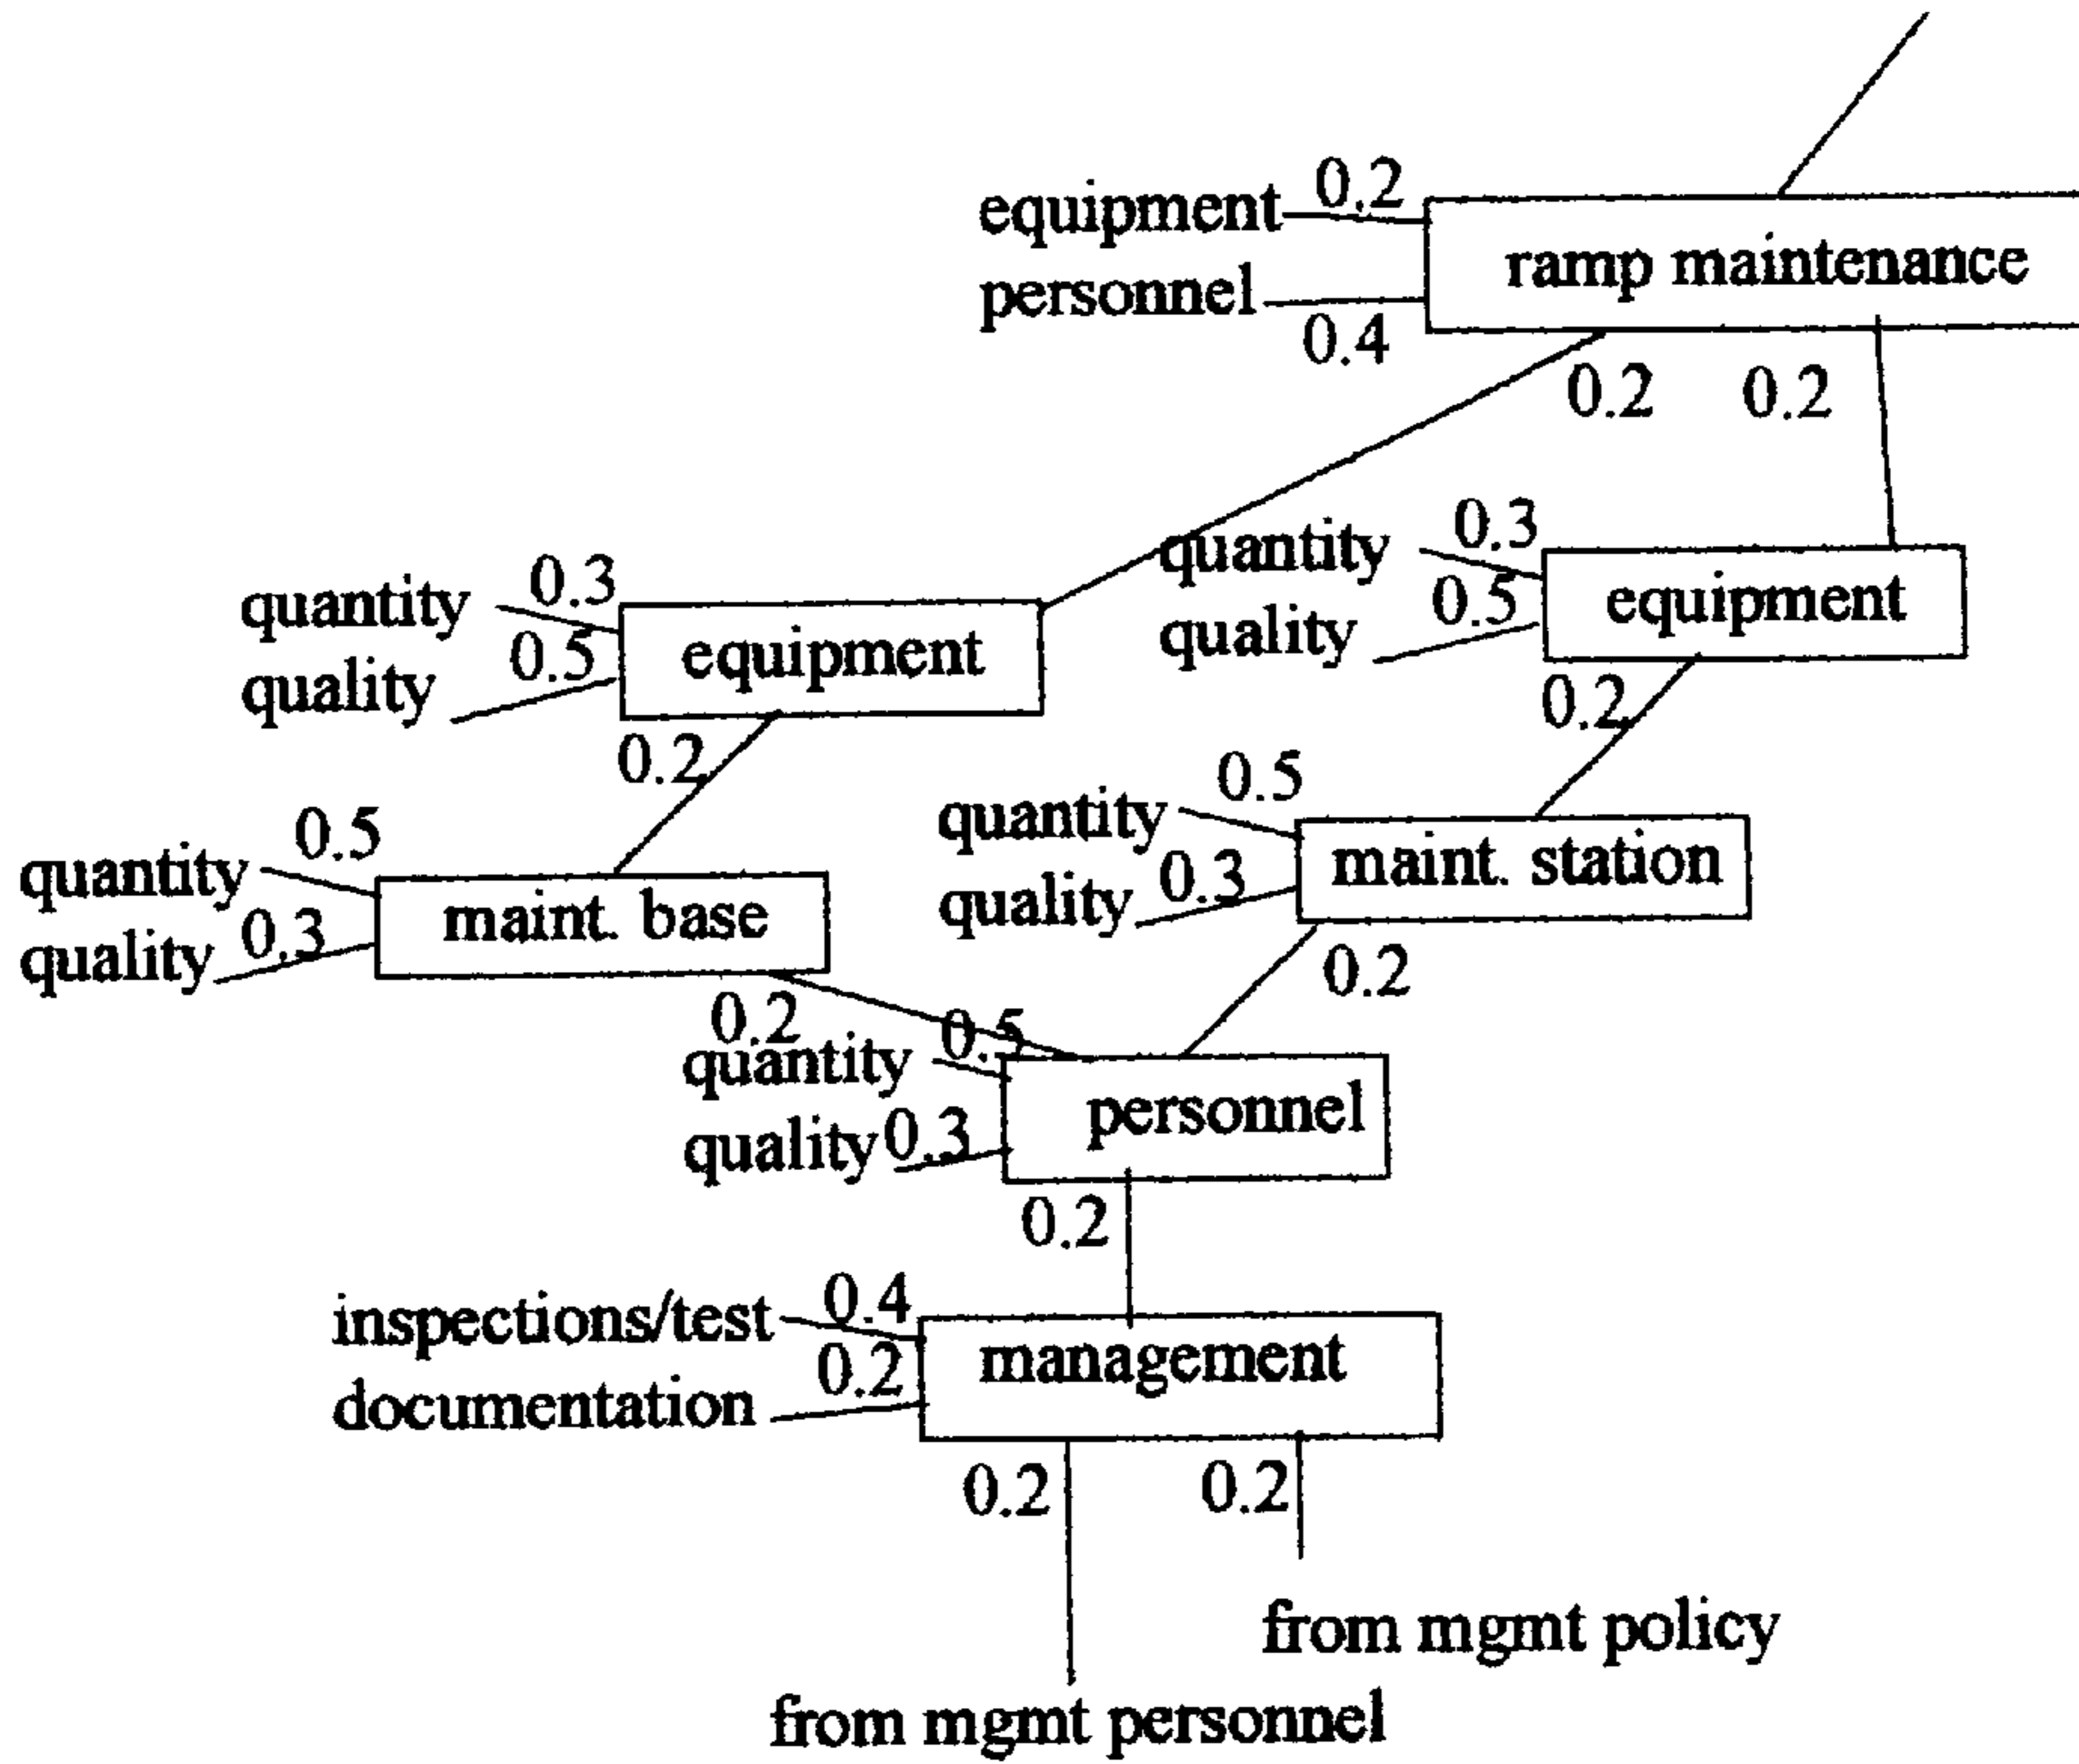 equipment 0.2
ramp maintenance
personnel
0.4
0.2 0.2
quantity 0.3
0.5
quality
equipment
quantity 0.3
0.5
quality
equipment
0.2
0.2
quantity 0.5
quality 0.3
maint. station
quantity 0.5
quality 0.3
maint. base
0.2
0.2
quantity 0.5
quality 0.3
personnel
0.2
inspections/test 0.4
0.2
documentation
management
0.2 0.2
from mgmt policy
from mgmt personnel